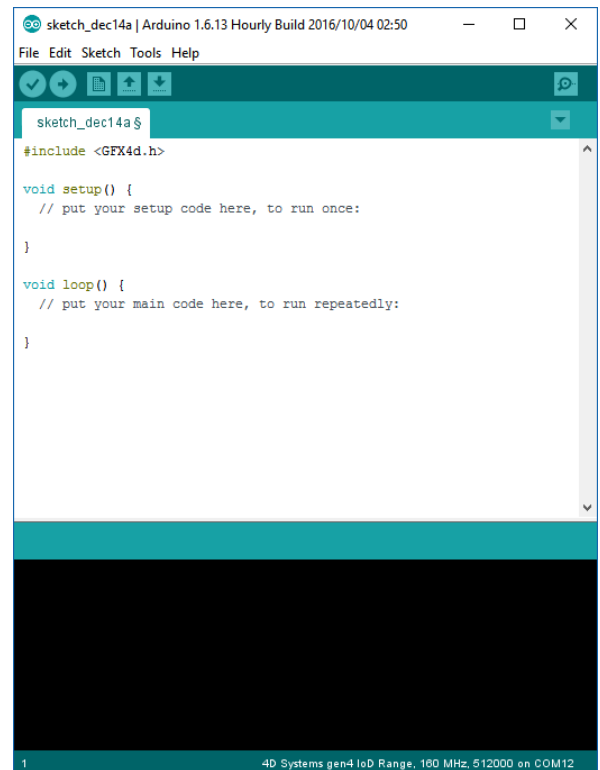 sketch_dec14a | Arduino 1.6.13 Hourly Build 2016/10/04 02:50
File Edit Sketch Tools Help
sketch_dec14a §
#include <GFX4d.h>
void setup() {
// put your setup code here, to run once:
}
void loop() {
// put your main code here, to run repeatedly:
}
1 4D Systems gen4 IoD Range, 160 MHz, 512000 on COM12